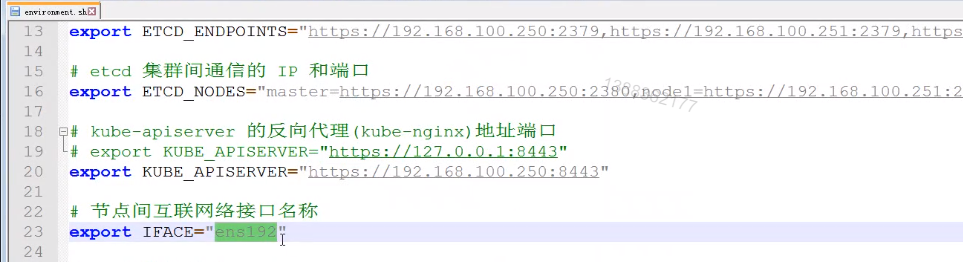 environment.sh
13 export ETCD_ENDPOINTS="https://192.168.100.250:2379,https://192.168.100.251:2379,https
14
15 # etcd 集群间通信的 IP 和端口
16 export ETCD_NODES="master=https://192.168.100.250:2380,node1=https://192.168.100.251:2
17
18 # kube-apiserver 的反向代理(kube-nginx)地址端口
19 # export KUBE_APISERVER="https://127.0.0.1:8443"
20 export KUBE_APISERVER="https://192.168.100.250:8443"
21
22 # 节点间互联网络接口名称
23 export IFACE="ens192"
24